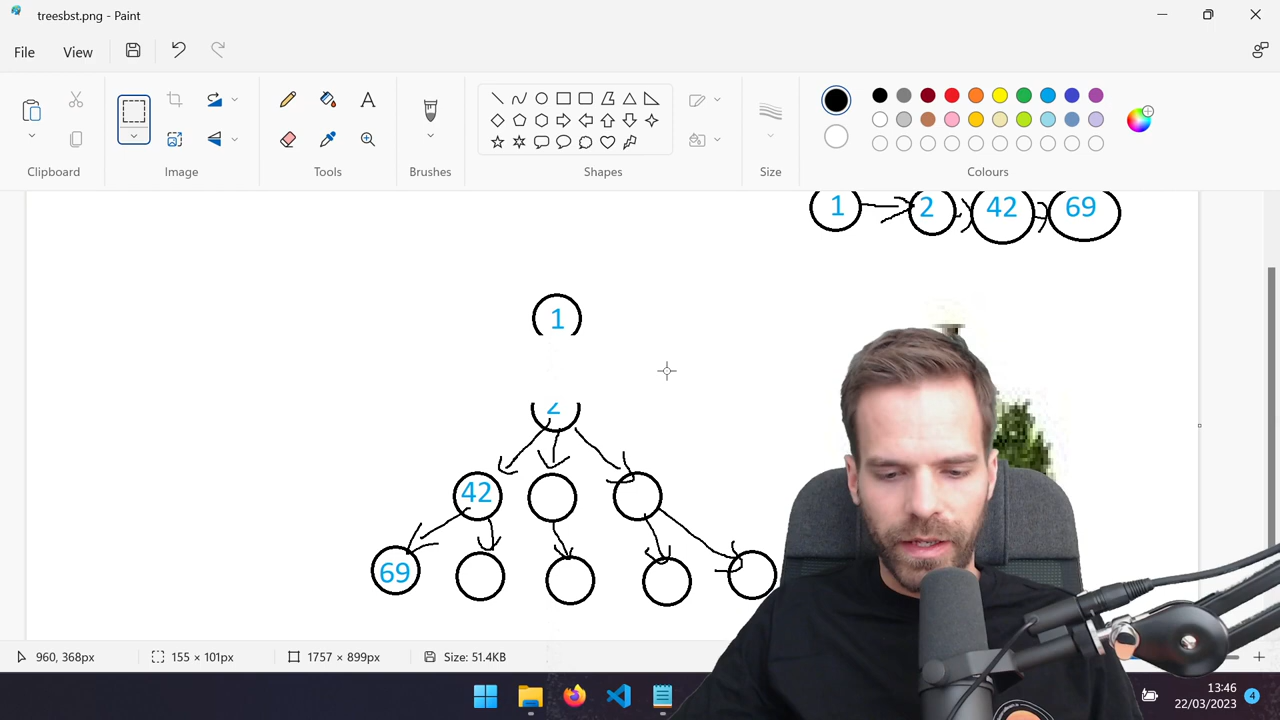 treesbst.png - Paint
File View
A
Clipboard Image Tools Brushes Shapes Size Colours
1 2 42 69
1
2
42
69
960, 368px 155 × 101px 1757 × 899px Size: 51.4KB
13:46
22/03/2023 4